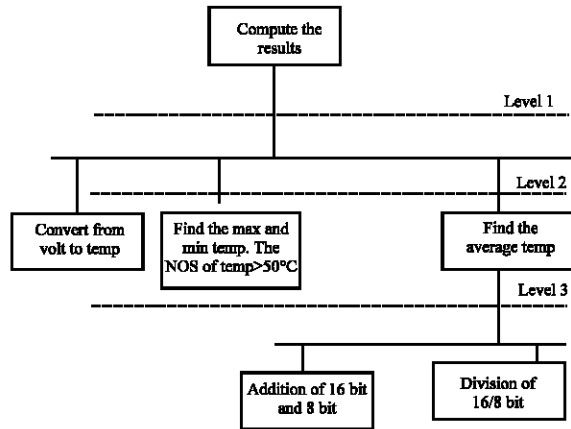 Compute the
results
Level 1
Level 2
Convert from
volt to temp
Find the max and
min temp. The
NOS of temp>50°C
Find the
average temp
Level 3
Addition of 16 bit
and 8 bit
Division of
16/8 bit